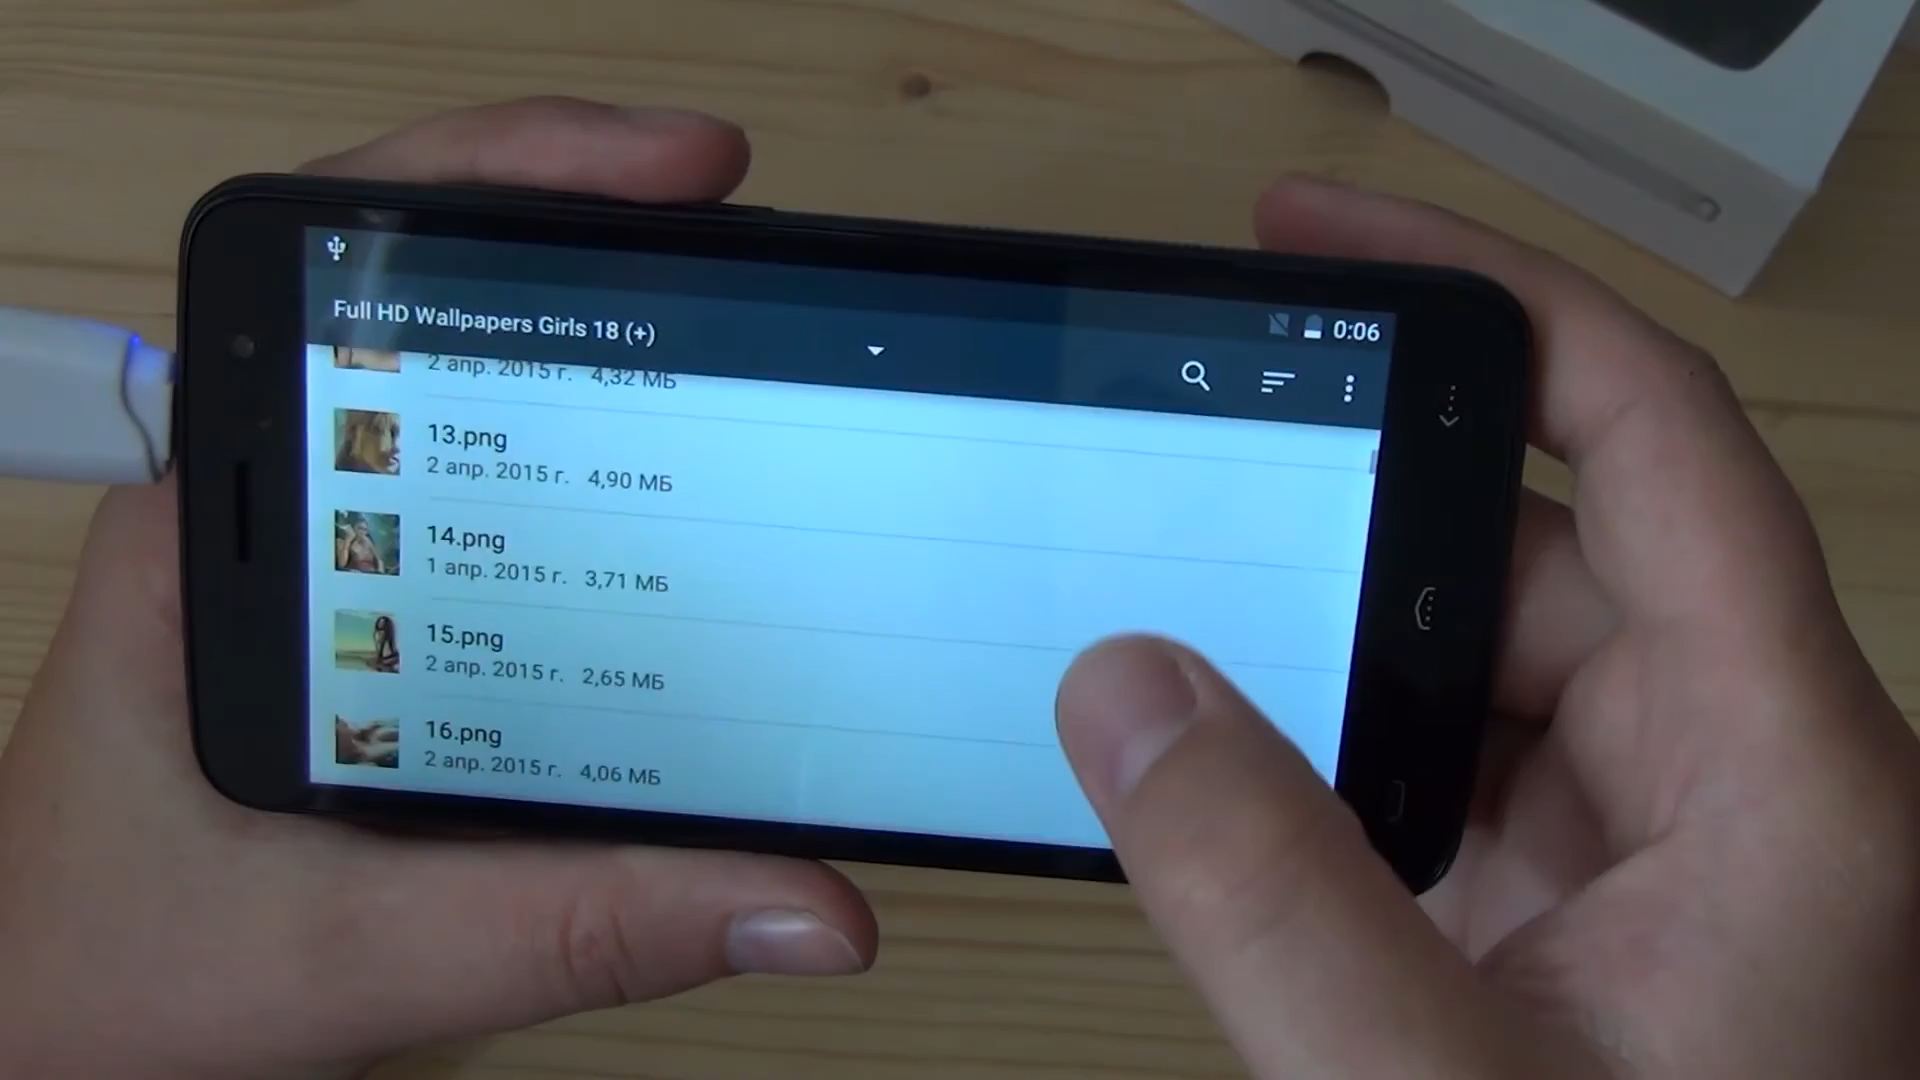 Full HD Wallpapers Girls 18 (+)
0:06
2 апр. 2015 г. 4,32 МБ
13.png
2 апр. 2015 г. 4,90 МБ
14.png
1 апр. 2015 г. 3,71 МБ
15.png
2 апр. 2015 г. 2,65 МБ
16.png
2 апр. 2015 г. 4,06 МБ